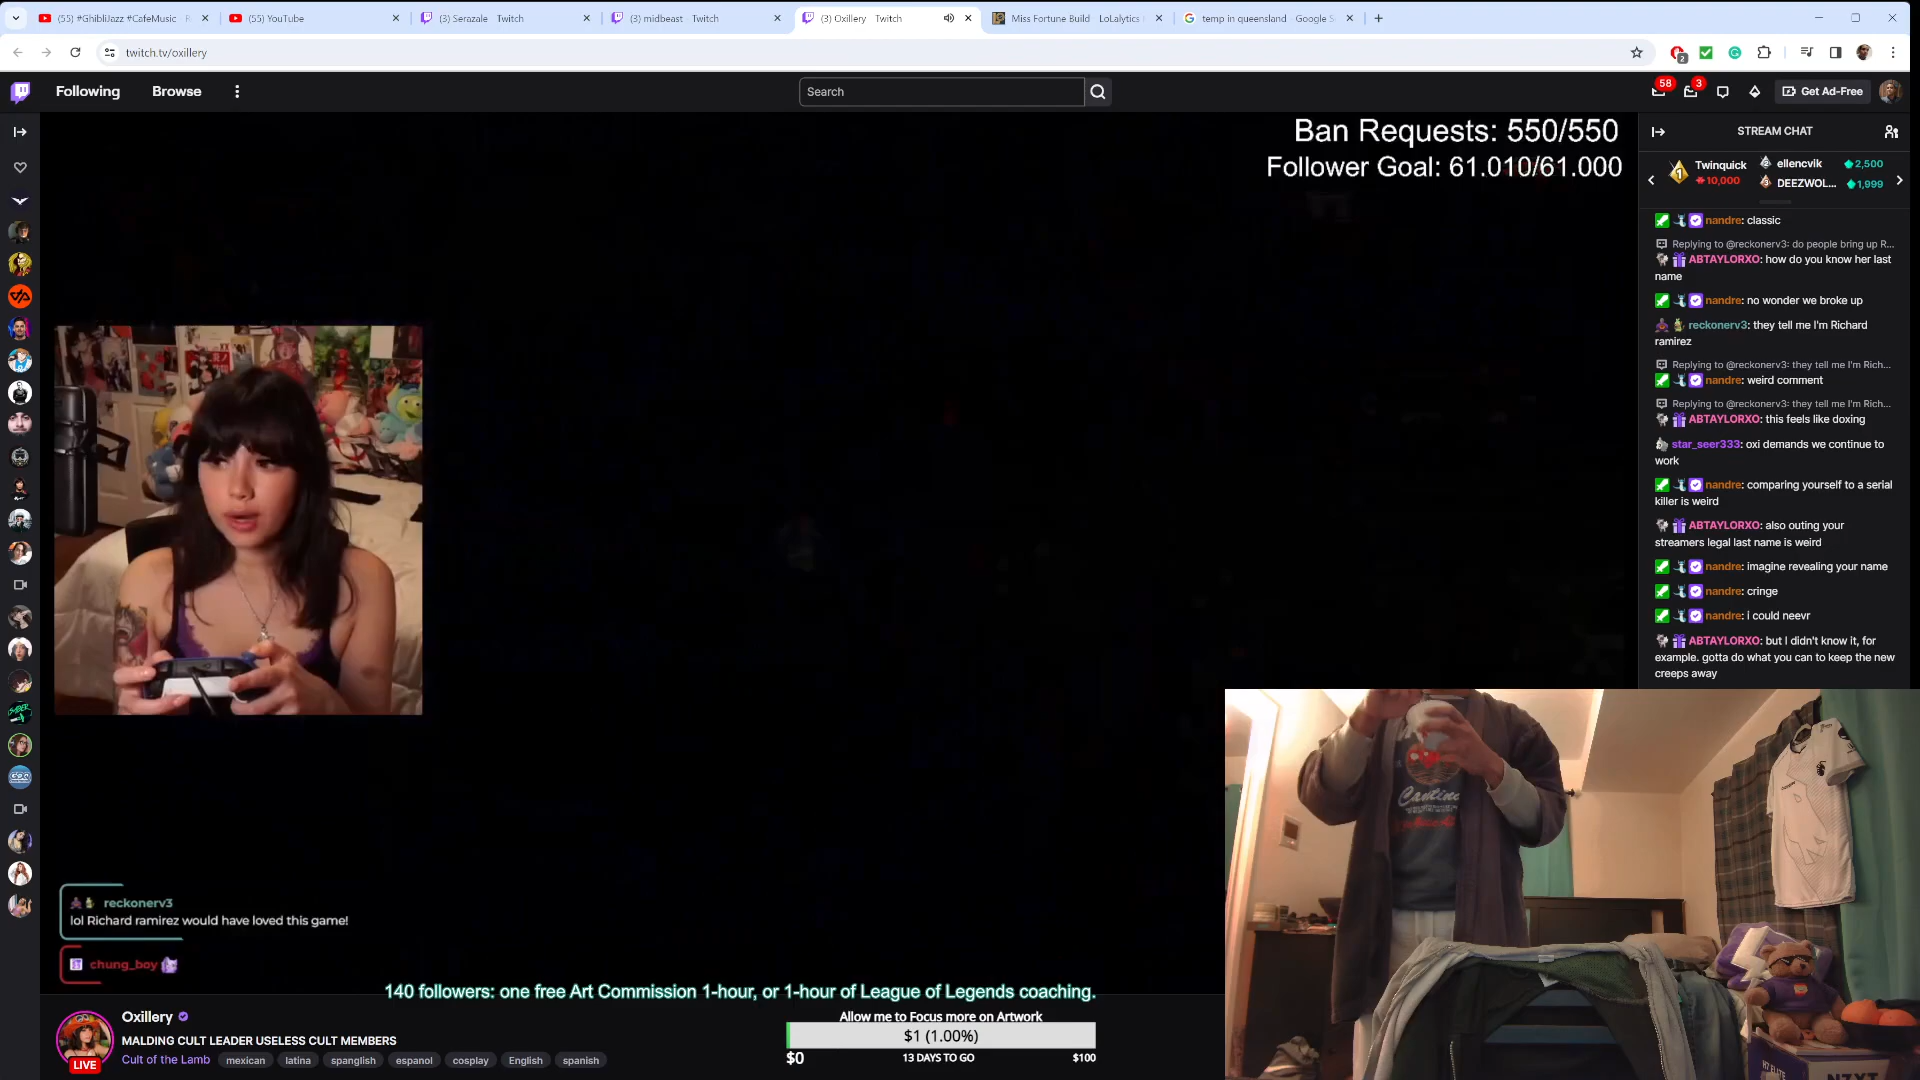 (55) #GhibliJazz #CafeMusic
(55) YouTube
(3) Serazale Twitch
(3) midbeast Twitch
(3) Oxillery Twitch
Miss Fortune Build LoLalytics
temp in queensland - Google S
twitch.tv/oxillery
2
Following
Browse
Search
58
3
Get Ad-Free
Ban Requests: 550/550
Follower Goal: 61.010/61.000
STREAM CHAT
1 Twinquick
10,000
ellencvik 2,500
DEEZWOL... 1,999
nandre: classic
Replying to @reckonerv3: do people bring up R...
ABTAYLORXO: how do you know her last
name
nandre: no wonder we broke up
reckonerv3: they tell me I'm Richard
ramirez
Replying to @reckonerv3: they tell me I'm Rich...
nandre: weird comment
Replying to @reckonerv3: they tell me I'm Rich...
ABTAYLORXO: this feels like doxing
star_seer333: oxi demands we continue to
work
nandre: comparing yourself to a serial
killer is weird
ABTAYLORXO: also outing your
streamers legal last name is weird
nandre: imagine revealing your name
nandre: cringe
nandre: i could neevr
ABTAYLORXO: but I didn't know it, for
example. gotta do what you can to keep the new
creeps away
reckonerv3
lol Richard ramirez would have loved this game!
chung_boy
140 followers: one free Art Commission 1-hour, or 1-hour of League of Legends coaching.
Allow me to Focus more on Artwork
$1 (1.00%)
$0
13 DAYS TO GO
$100
Oxillery
MALDING CULT LEADER USELESS CULT MEMBERS
Cult of the Lamb
mexican
latina
spanglish
espanol
cosplay
English
spanish
LIVE
Cantina
H7 ELITE
NZXT